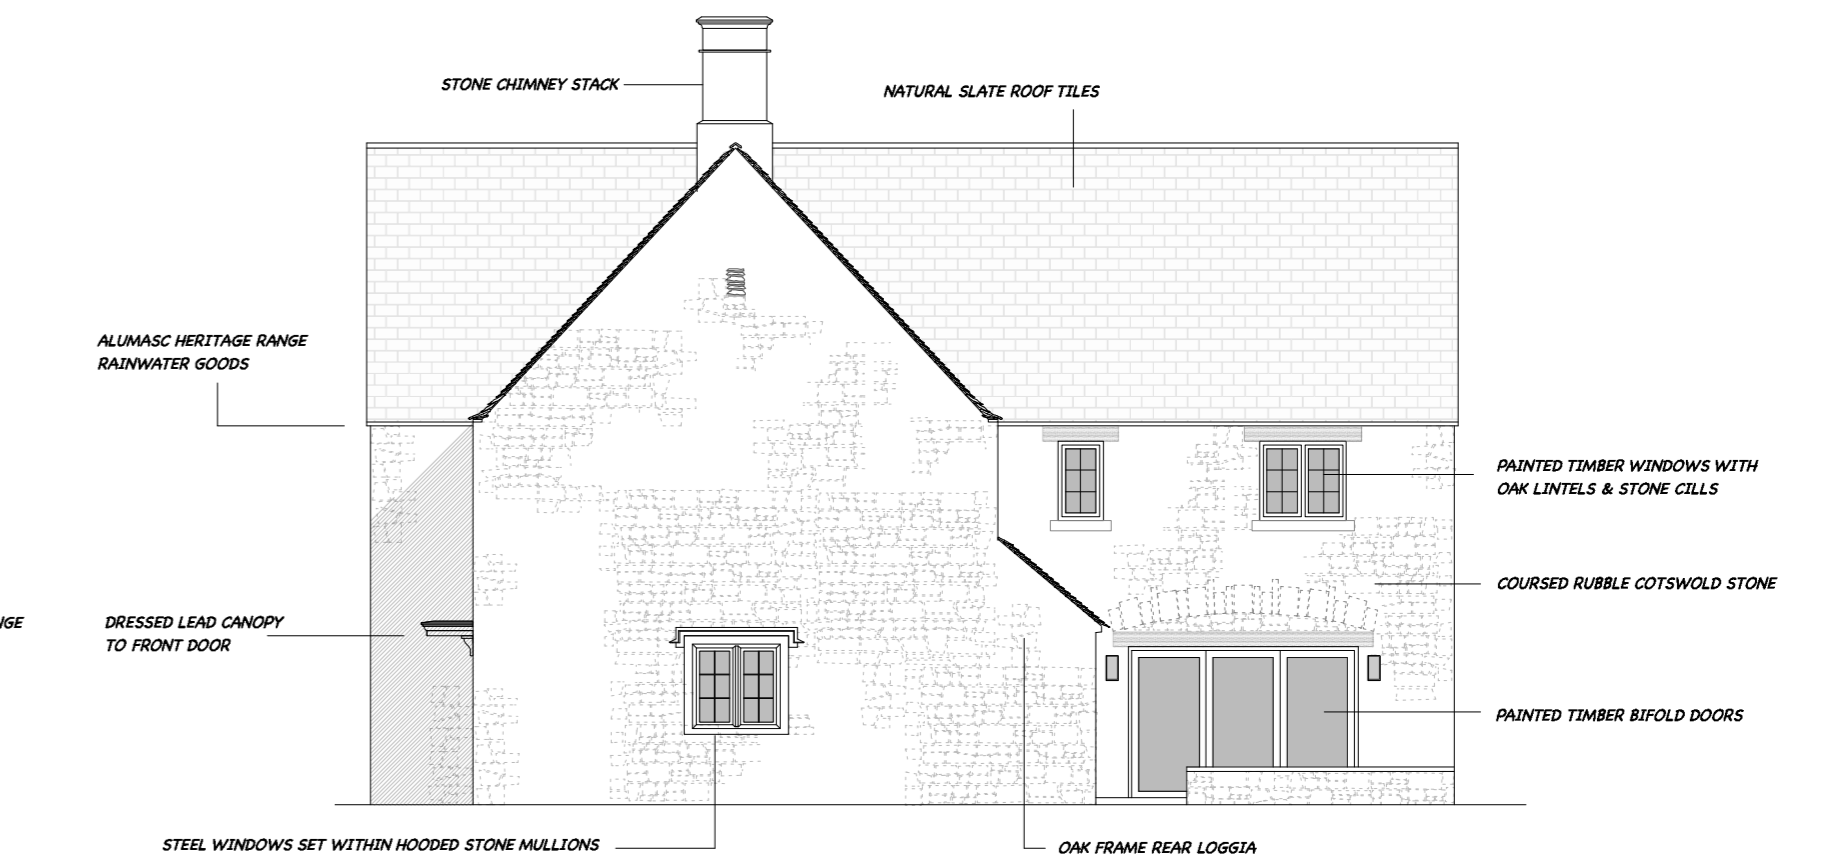 STONE CHIMNEY STACK
NATURAL SLATE ROOF TILES
ALUMASC HERITAGE RANGE
RAINWATER GOODS
PAINTED TIMBER WINDOWS WITH
OAK LINTELS & STONE CILLS
COURSED RUBBLE COTSWOLD STONE
DRESSED LEAD CANOPY
TO FRONT DOOR
PAINTED TIMBER BIFOLD DOORS
STEEL WINDOWS SET WITHIN HOODED STONE MULLIONS
OAK FRAME REAR LOGGIA